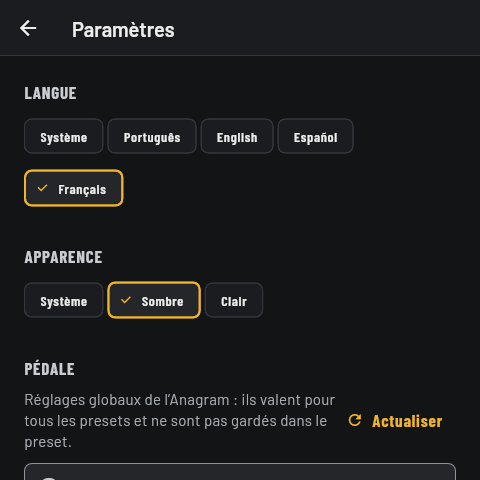 Paramètres
LANGUE
Système Português English Español
Français
APPARENCE
Système Sombre Clair
PÉDALE
Réglages globaux de l’Anagram : ils valent pour
tous les presets et ne sont pas gardés dans le
preset.
Actualiser